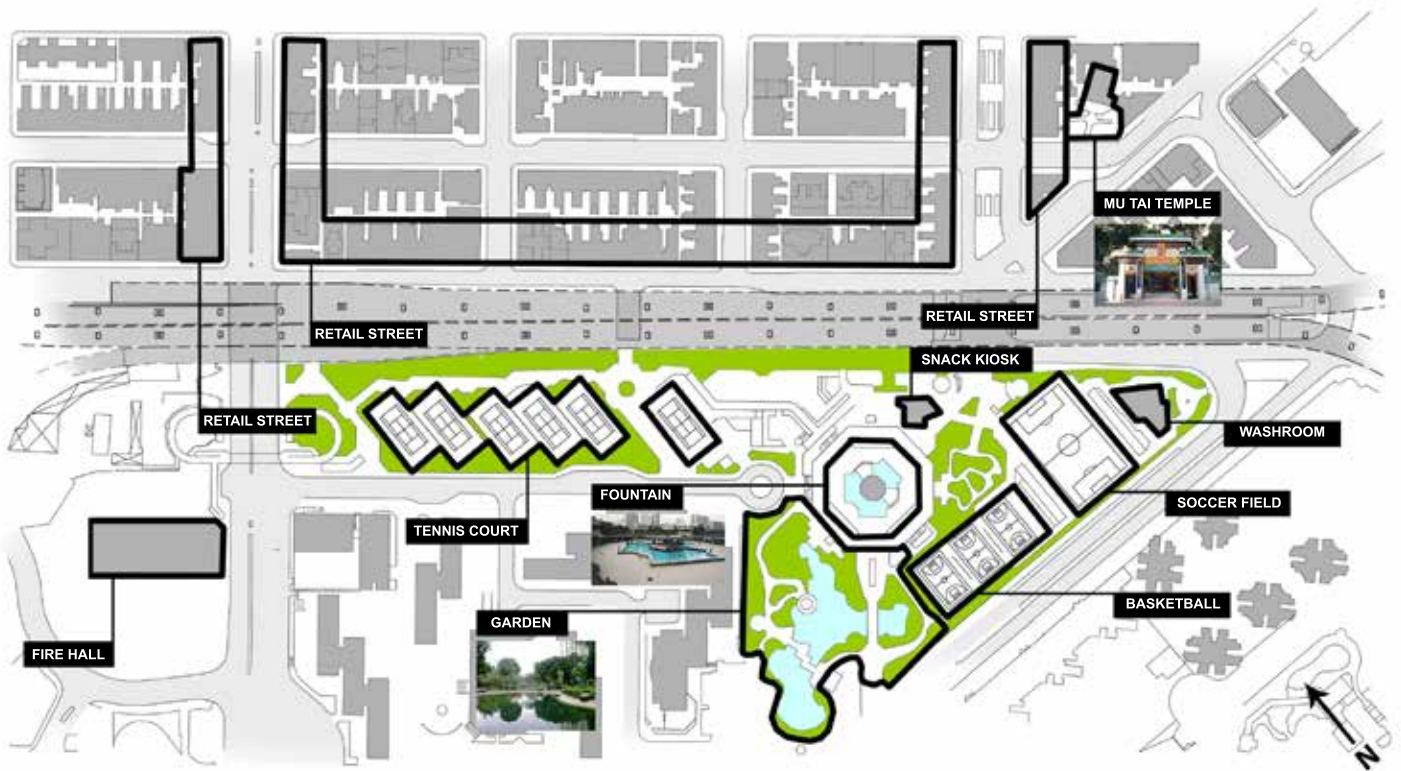 MU TAI TEMPLE
RETAIL STREET
RETAIL STREET
SNACK KIOSK
RETAIL STREET
WASHROOM
FOUNTAIN
SOCCER FIELD
TENNIS COURT
BASKETBALL
GARDEN
FIRE HALL
N